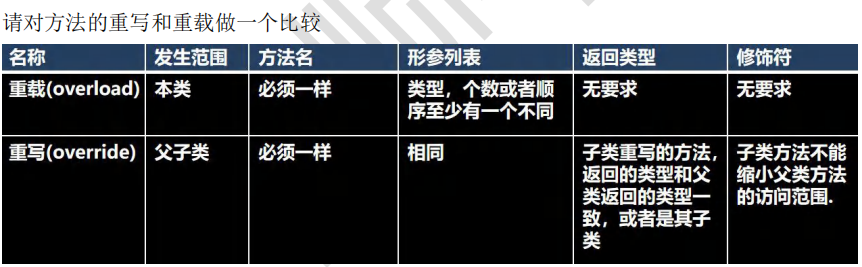 请对方法的重写和重载做一个比较
名称 发生范围 方法名 形参列表 返回类型 修饰符
重载(overload) 本类 必须一样 类型，个数或者顺 无要求 无要求
序至少有一个不同
重写(override) 父子类 必须一样 相同 子类重写的方法， 子类方法不能
返回的类型和父 缩小父类方法
类返回的类型一 的访问范围.
致，或者是其子
类